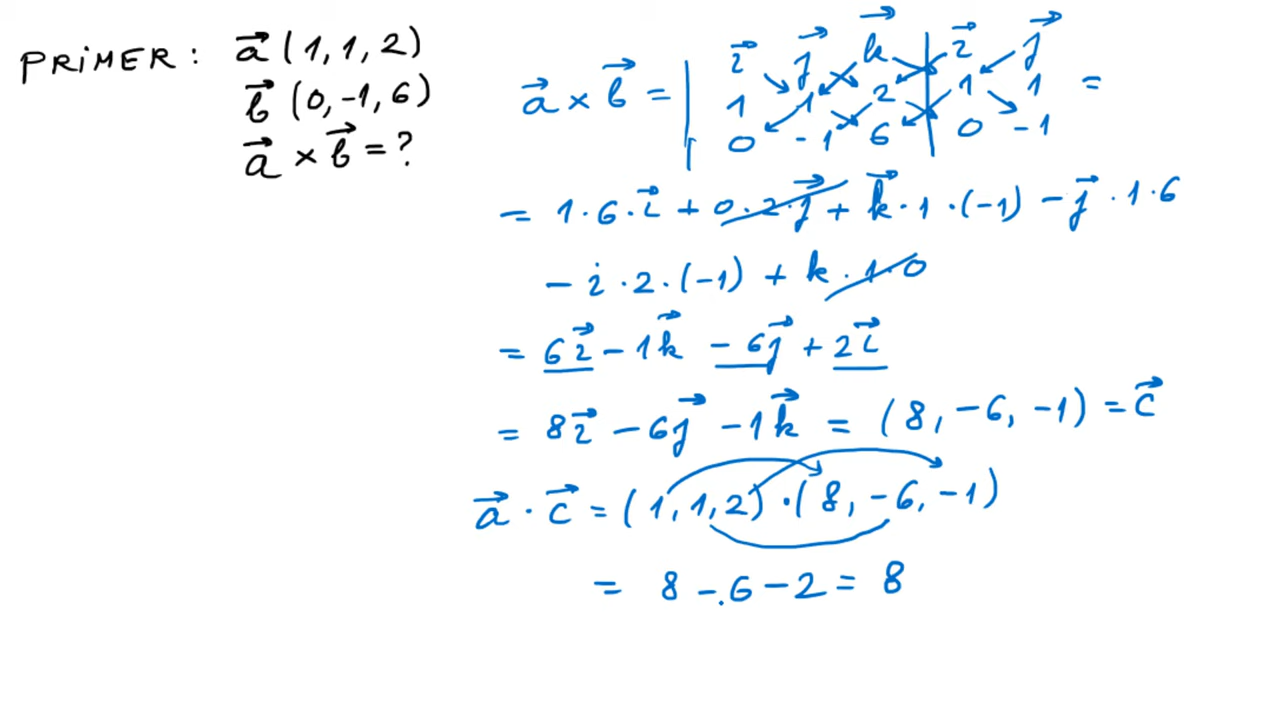 PRIMER: a⃗ (1, 1, 2)
b⃗ (0, -1, 6)
a⃗ × b⃗ = ?
a⃗ × b⃗ = | i⃗ j⃗ k⃗ | i⃗ j⃗
1 1 2 | 1 1 =
0 -1 6 | 0 -1
= 1·6·i⃗ + 0·2·j⃗ + k⃗·1·(-1) - j⃗·1·6
- i·2·(-1) + k·1·0
= 6i⃗ - 1k⃗ - 6j⃗ + 2i⃗
= 8i⃗ - 6j⃗ - 1k⃗ = (8, -6, -1) = c⃗
a⃗ · c⃗ = (1, 1, 2) · (8, -6, -1)
= 8 - 6 - 2 = 8